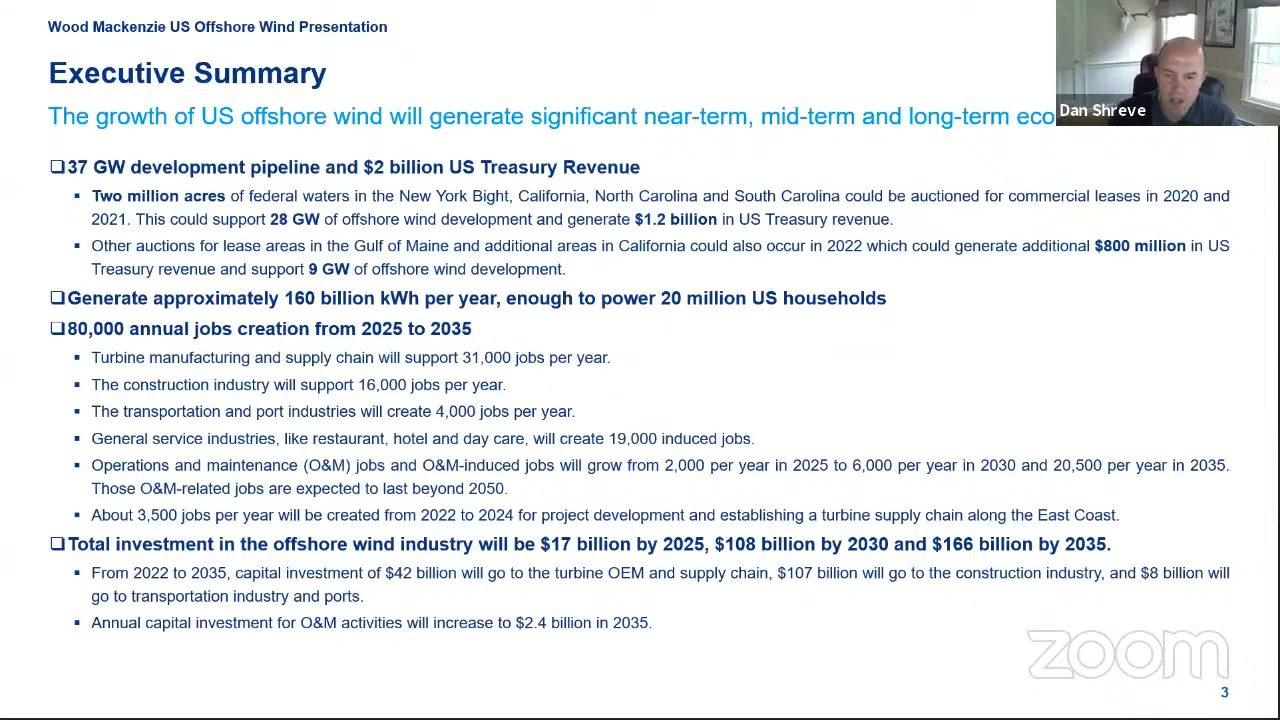 Wood Mackenzie US Offshore Wind Presentation
Executive Summary
The growth of US offshore wind will generate significant near-term, mid-term and long-term eco
Dan Shreve
❑37 GW development pipeline and $2 billion US Treasury Revenue
▪ Two million acres of federal waters in the New York Bight, California, North Carolina and South Carolina could be auctioned for commercial leases in 2020 and
2021. This could support 28 GW of offshore wind development and generate $1.2 billion in US Treasury revenue.
▪ Other auctions for lease areas in the Gulf of Maine and additional areas in California could also occur in 2022 which could generate additional $800 million in US
Treasury revenue and support 9 GW of offshore wind development.
❑Generate approximately 160 billion kWh per year, enough to power 20 million US households
❑80,000 annual jobs creation from 2025 to 2035
▪ Turbine manufacturing and supply chain will support 31,000 jobs per year.
▪ The construction industry will support 16,000 jobs per year.
▪ The transportation and port industries will create 4,000 jobs per year.
▪ General service industries, like restaurant, hotel and day care, will create 19,000 induced jobs.
▪ Operations and maintenance (O&M) jobs and O&M-induced jobs will grow from 2,000 per year in 2025 to 6,000 per year in 2030 and 20,500 per year in 2035.
Those O&M-related jobs are expected to last beyond 2050.
▪ About 3,500 jobs per year will be created from 2022 to 2024 for project development and establishing a turbine supply chain along the East Coast.
❑Total investment in the offshore wind industry will be $17 billion by 2025, $108 billion by 2030 and $166 billion by 2035.
▪ From 2022 to 2035, capital investment of $42 billion will go to the turbine OEM and supply chain, $107 billion will go to the construction industry, and $8 billion will
go to transportation industry and ports.
▪ Annual capital investment for O&M activities will increase to $2.4 billion in 2035.
zoom
3